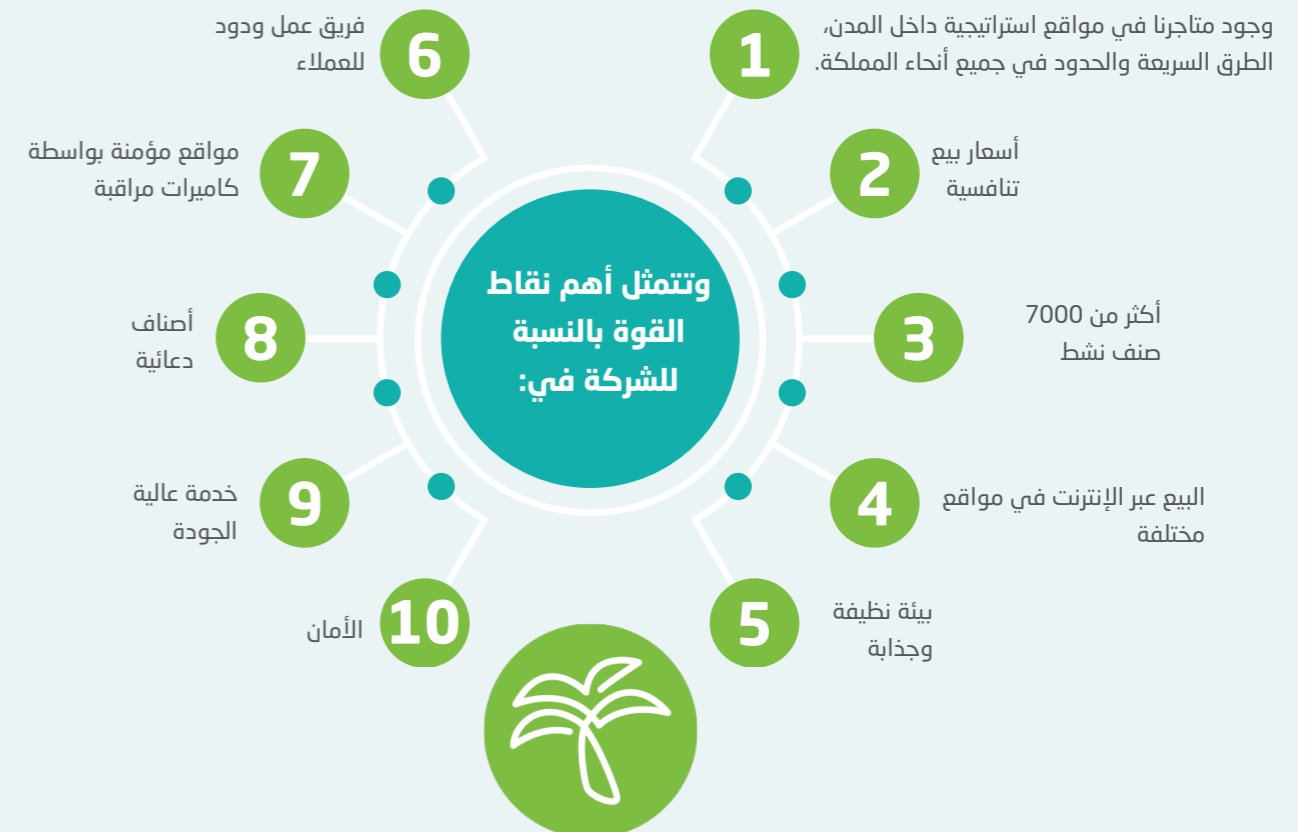 وتتمثل أهم نقاط
القوة بالنسبة
للشركة في:
1
وجود متاجرنا في مواقع استراتيجية داخل المدن،
الطرق السريعة والحدود في جميع أنحاء المملكة.
2
أسعار بيع
تنافسية
3
أكثر من 7000
صنف نشط
4
البيع عبر الإنترنت في مواقع
مختلفة
5
بيئة نظيفة
وجذابة
6
فريق عمل ودود
للعملاء
7
مواقع مؤمنة بواسطة
كاميرات مراقبة
8
أصناف
دعائية
9
خدمة عالية
الجودة
10
الأمان